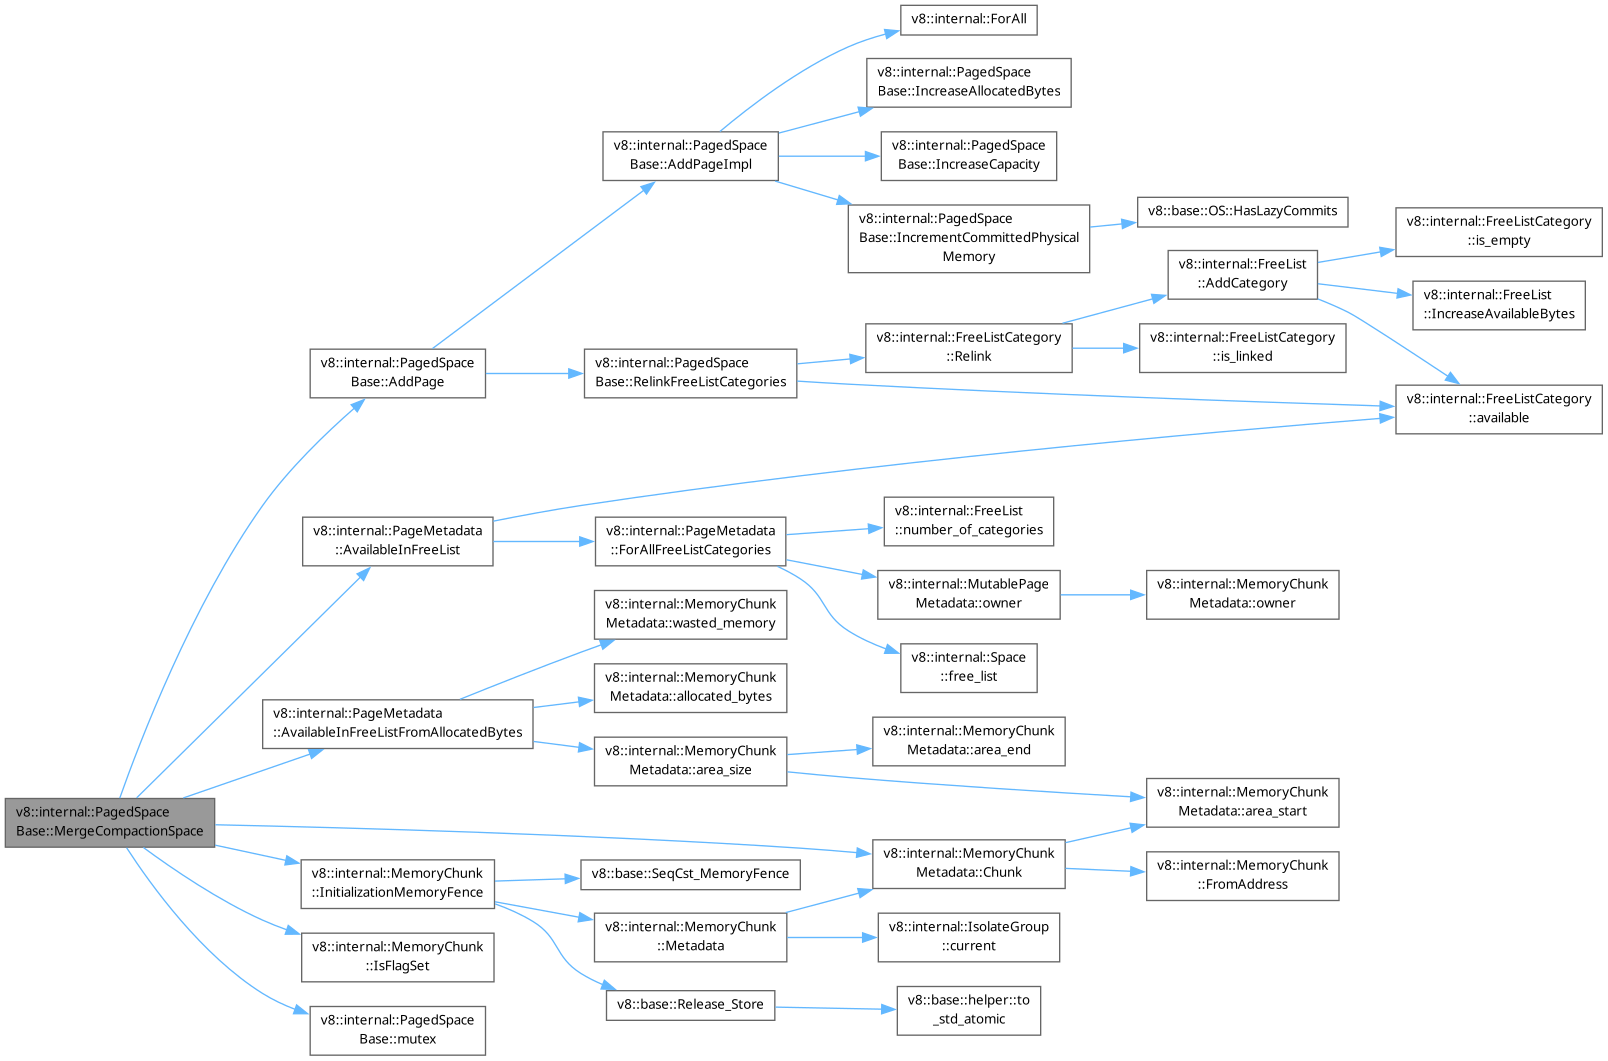 v8::internal::ForAll
v8::internal::PagedSpace
Base::IncreaseAllocatedBytes
v8::internal::PagedSpace
Base::AddPageImpl
v8::internal::PagedSpace
Base::IncreaseCapacity
v8::internal::PagedSpace
Base::IncrementCommittedPhysical
Memory
v8::base::OS::HasLazyCommits
v8::internal::FreeListCategory
::is_empty
v8::internal::FreeList
::AddCategory
v8::internal::FreeList
::IncreaseAvailableBytes
v8::internal::FreeListCategory
::Relink
v8::internal::FreeListCategory
::is_linked
v8::internal::PagedSpace
Base::AddPage
v8::internal::PagedSpace
Base::RelinkFreeListCategories
v8::internal::FreeListCategory
::available
v8::internal::PageMetadata
::AvailableInFreeList
v8::internal::PageMetadata
::ForAllFreeListCategories
v8::internal::FreeList
::number_of_categories
v8::internal::MutablePage
Metadata::owner
v8::internal::MemoryChunk
Metadata::owner
v8::internal::MemoryChunk
Metadata::wasted_memory
v8::internal::Space
::free_list
v8::internal::MemoryChunk
Metadata::allocated_bytes
v8::internal::PageMetadata
::AvailableInFreeListFromAllocatedBytes
v8::internal::MemoryChunk
Metadata::area_size
v8::internal::MemoryChunk
Metadata::area_end
v8::internal::MemoryChunk
Metadata::area_start
v8::internal::PagedSpace
Base::MergeCompactionSpace
v8::internal::MemoryChunk
Metadata::Chunk
v8::internal::MemoryChunk
::FromAddress
v8::internal::MemoryChunk
::InitializationMemoryFence
v8::base::SeqCst_MemoryFence
v8::internal::MemoryChunk
::Metadata
v8::internal::IsolateGroup
::current
v8::internal::MemoryChunk
::IsFlagSet
v8::base::Release_Store
v8::base::helper::to
_std_atomic
v8::internal::PagedSpace
Base::mutex